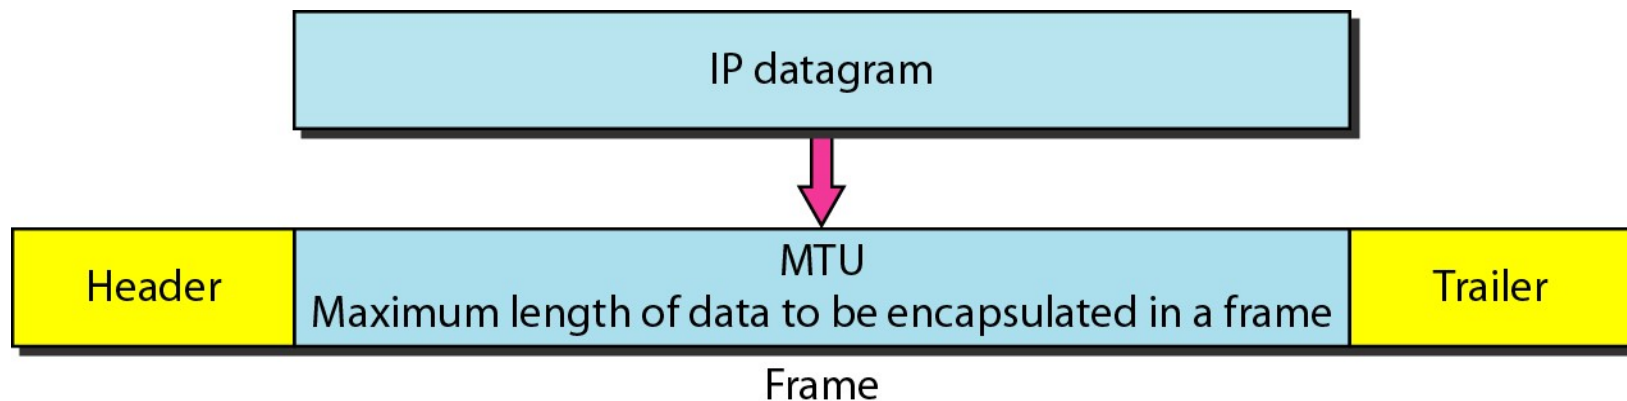 IP datagram
Header
MTU
Maximum length of data to be encapsulated in a frame
Trailer
Frame